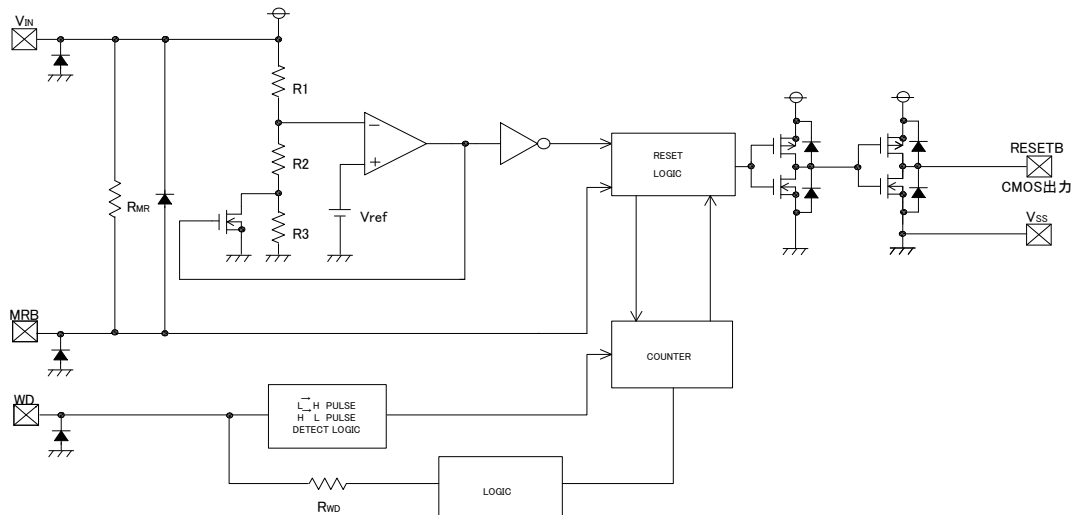 VIN
R1
R2
R3
RMR
Vref
−
+
RESET
LOGIC
RESETB
CMOS出力
VSS
MRB
COUNTER
WD
L→H PULSE
H→L PULSE
DETECT LOGIC
RWD
LOGIC